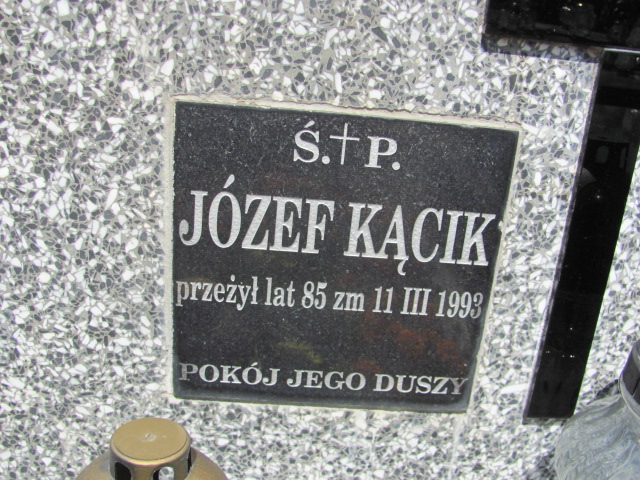 Ś.†P.
JÓZEF KĄCIK
przeżył lat 85 zm 11 III 1993
POKÓJ JEGO DUSZY